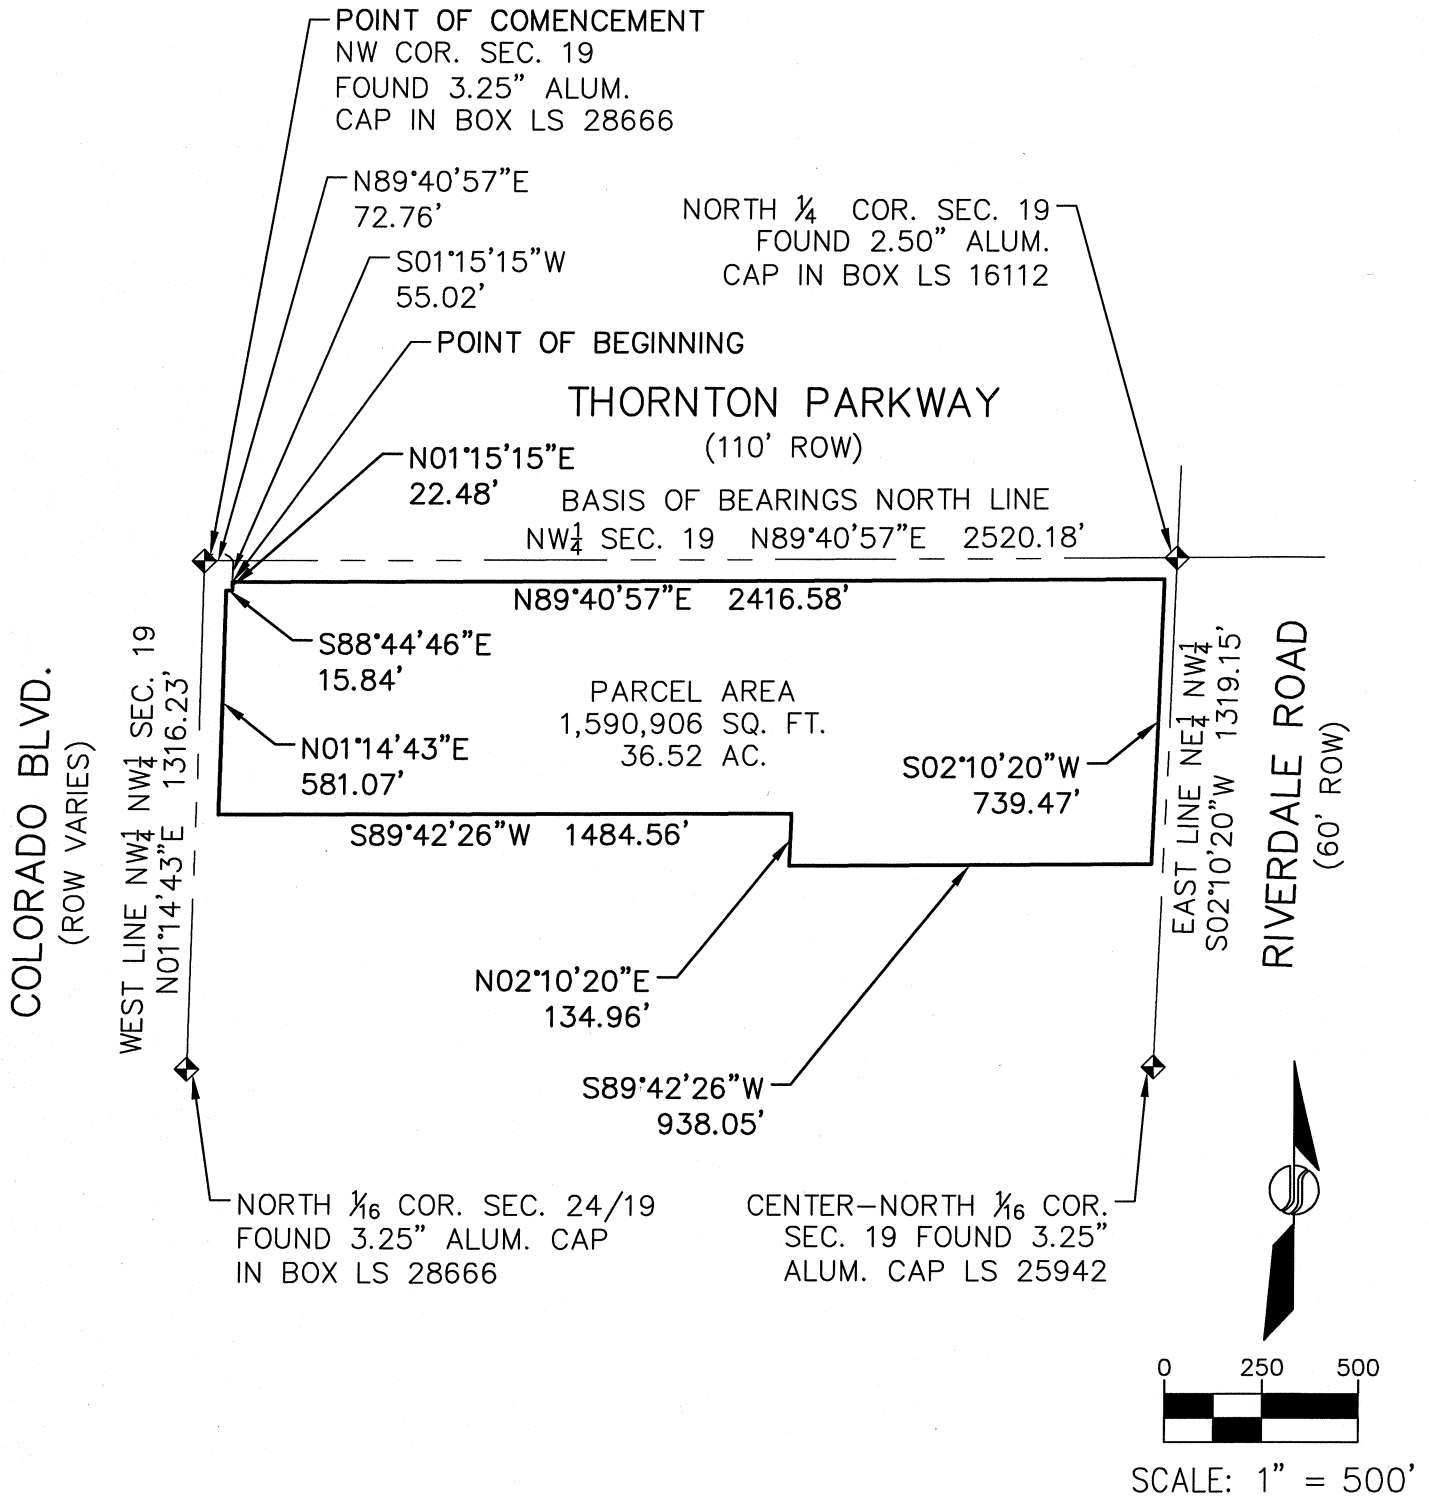 POINT OF COMENCEMENT
NW COR. SEC. 19
FOUND 3.25" ALUM.
CAP IN BOX LS 28666
N89°40'57"E
72.76'
S01°15'15"W
55.02'
POINT OF BEGINNING
NORTH 1/4 COR. SEC. 19
FOUND 2.50" ALUM.
CAP IN BOX LS 16112
THORNTON PARKWAY
(110' ROW)
N01°15'15"E
22.48'
BASIS OF BEARINGS NORTH LINE
NW1/4 SEC. 19 N89°40'57"E 2520.18'
N89°40'57"E 2416.58'
S88°44'46"E
15.84'
PARCEL AREA
1,590,906 SQ. FT.
36.52 AC.
N01°14'43"E
581.07'
S02°10'20"W
739.47'
S89°42'26"W 1484.56'
COLORADO BLVD.
(ROW VARIES)
WEST LINE NW1/4 NW1/4 SEC. 19
N01°14'43"E 1316.23'
EAST LINE NE1/4 NW1/4
S02°10'20"W 1319.15'
RIVERDALE ROAD
(60' ROW)
N02°10'20"E
134.96'
S89°42'26"W
938.05'
NORTH 1/16 COR. SEC. 24/19
FOUND 3.25" ALUM. CAP
IN BOX LS 28666
CENTER-NORTH 1/16 COR.
SEC. 19 FOUND 3.25"
ALUM. CAP LS 25942
0 250 500
SCALE: 1" = 500'